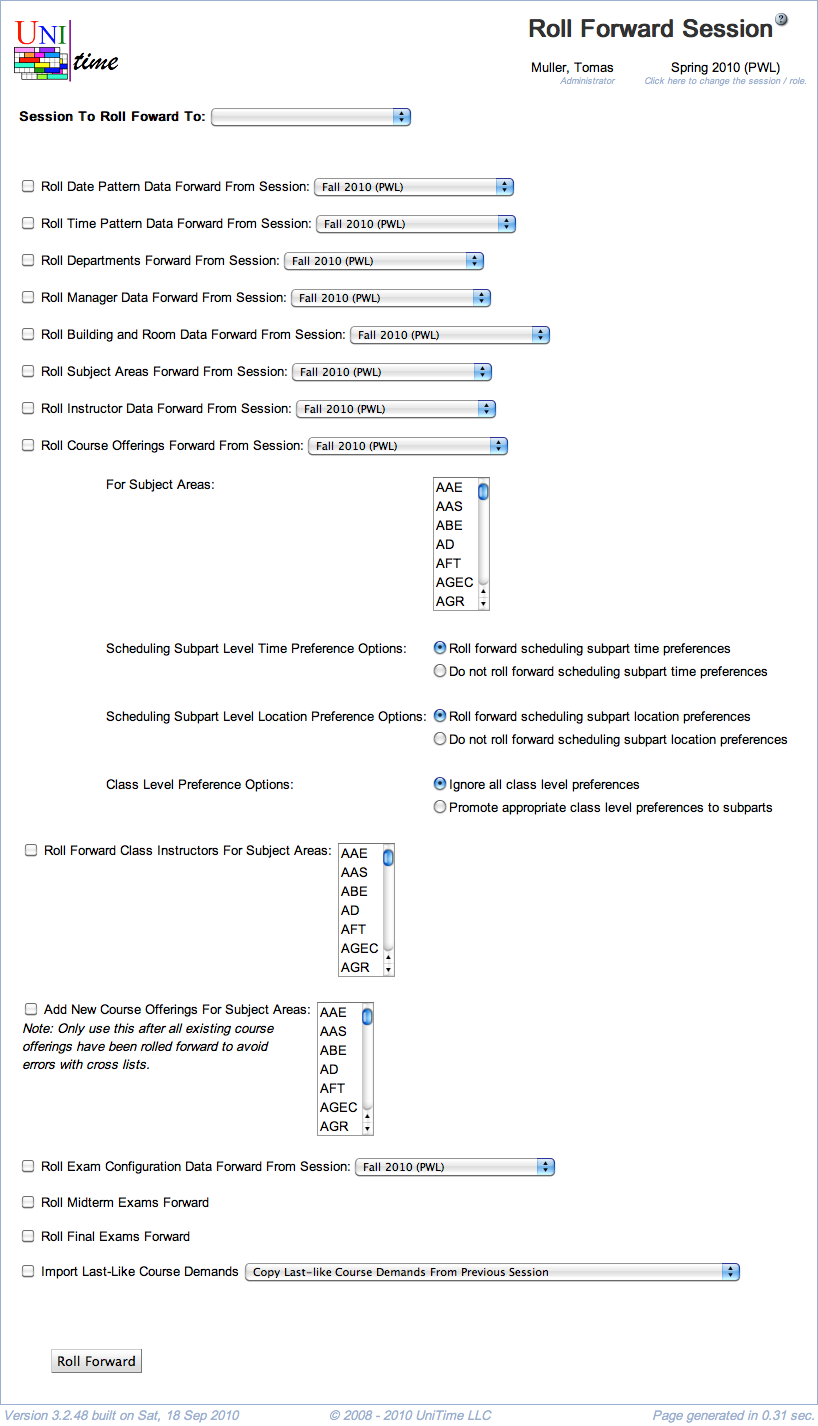 UNI
time
Roll Forward Session ?
Muller, Tomas Spring 2010 (PWL)
Administrator Click here to change the session / role.
Session To Roll Foward To:
Roll Date Pattern Data Forward From Session: Fall 2010 (PWL)
Roll Time Pattern Data Forward From Session: Fall 2010 (PWL)
Roll Departments Forward From Session: Fall 2010 (PWL)
Roll Manager Data Forward From Session: Fall 2010 (PWL)
Roll Building and Room Data Forward From Session: Fall 2010 (PWL)
Roll Subject Areas Forward From Session: Fall 2010 (PWL)
Roll Instructor Data Forward From Session: Fall 2010 (PWL)
Roll Course Offerings Forward From Session: Fall 2010 (PWL)
For Subject Areas:
AAE
AAS
ABE
AD
AFT
AGEC
AGR
Scheduling Subpart Level Time Preference Options: Roll forward scheduling subpart time preferences
Do not roll forward scheduling subpart time preferences
Scheduling Subpart Level Location Preference Options: Roll forward scheduling subpart location preferences
Do not roll forward scheduling subpart location preferences
Class Level Preference Options: Ignore all class level preferences
Promote appropriate class level preferences to subparts
Roll Forward Class Instructors For Subject Areas:
AAE
AAS
ABE
AD
AFT
AGEC
AGR
Add New Course Offerings For Subject Areas:
Note: Only use this after all existing course
offerings have been rolled forward to avoid
errors with cross lists.
AAE
AAS
ABE
AD
AFT
AGEC
AGR
Roll Exam Configuration Data Forward From Session: Fall 2010 (PWL)
Roll Midterm Exams Forward
Roll Final Exams Forward
Import Last-Like Course Demands Copy Last-like Course Demands From Previous Session
Roll Forward
Version 3.2.48 built on Sat, 18 Sep 2010 © 2008 - 2010 UniTime LLC Page generated in 0.31 sec.